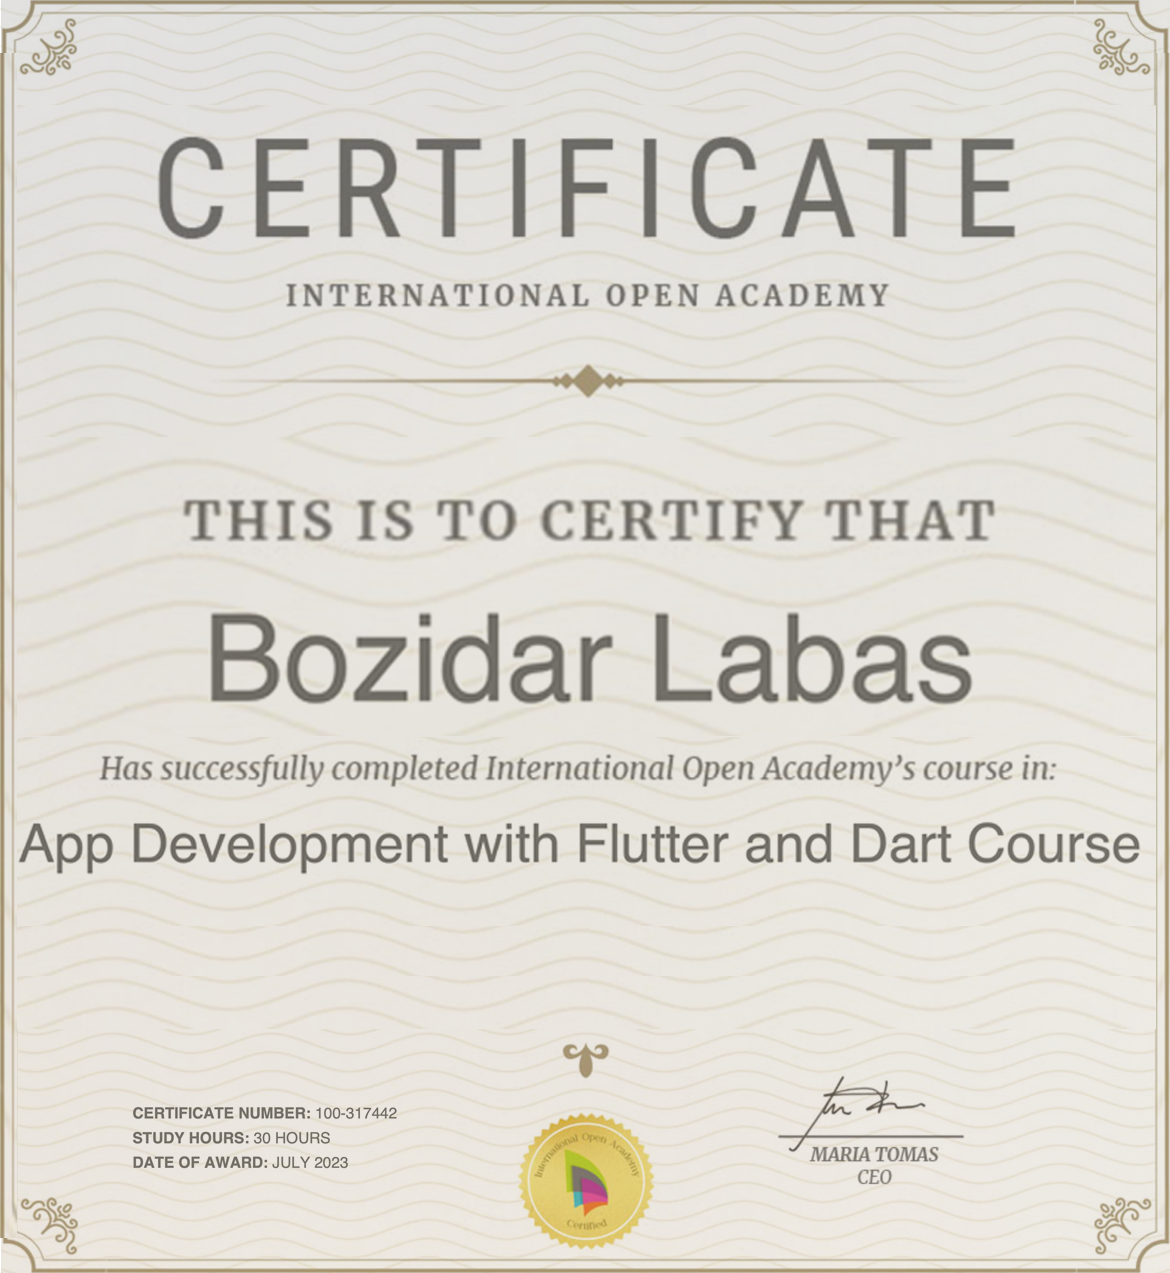 CERTIFICATE
INTERNATIONAL OPEN ACADEMY
THIS IS TO CERTIFY THAT
Bozidar Labas
Has successfully completed International Open Academy’s course in:
App Development with Flutter and Dart Course
CERTIFICATE NUMBER: 100-317442
STUDY HOURS: 30 HOURS
DATE OF AWARD: JULY 2023
International Open Academy
Certified
MARIA TOMAS
CEO